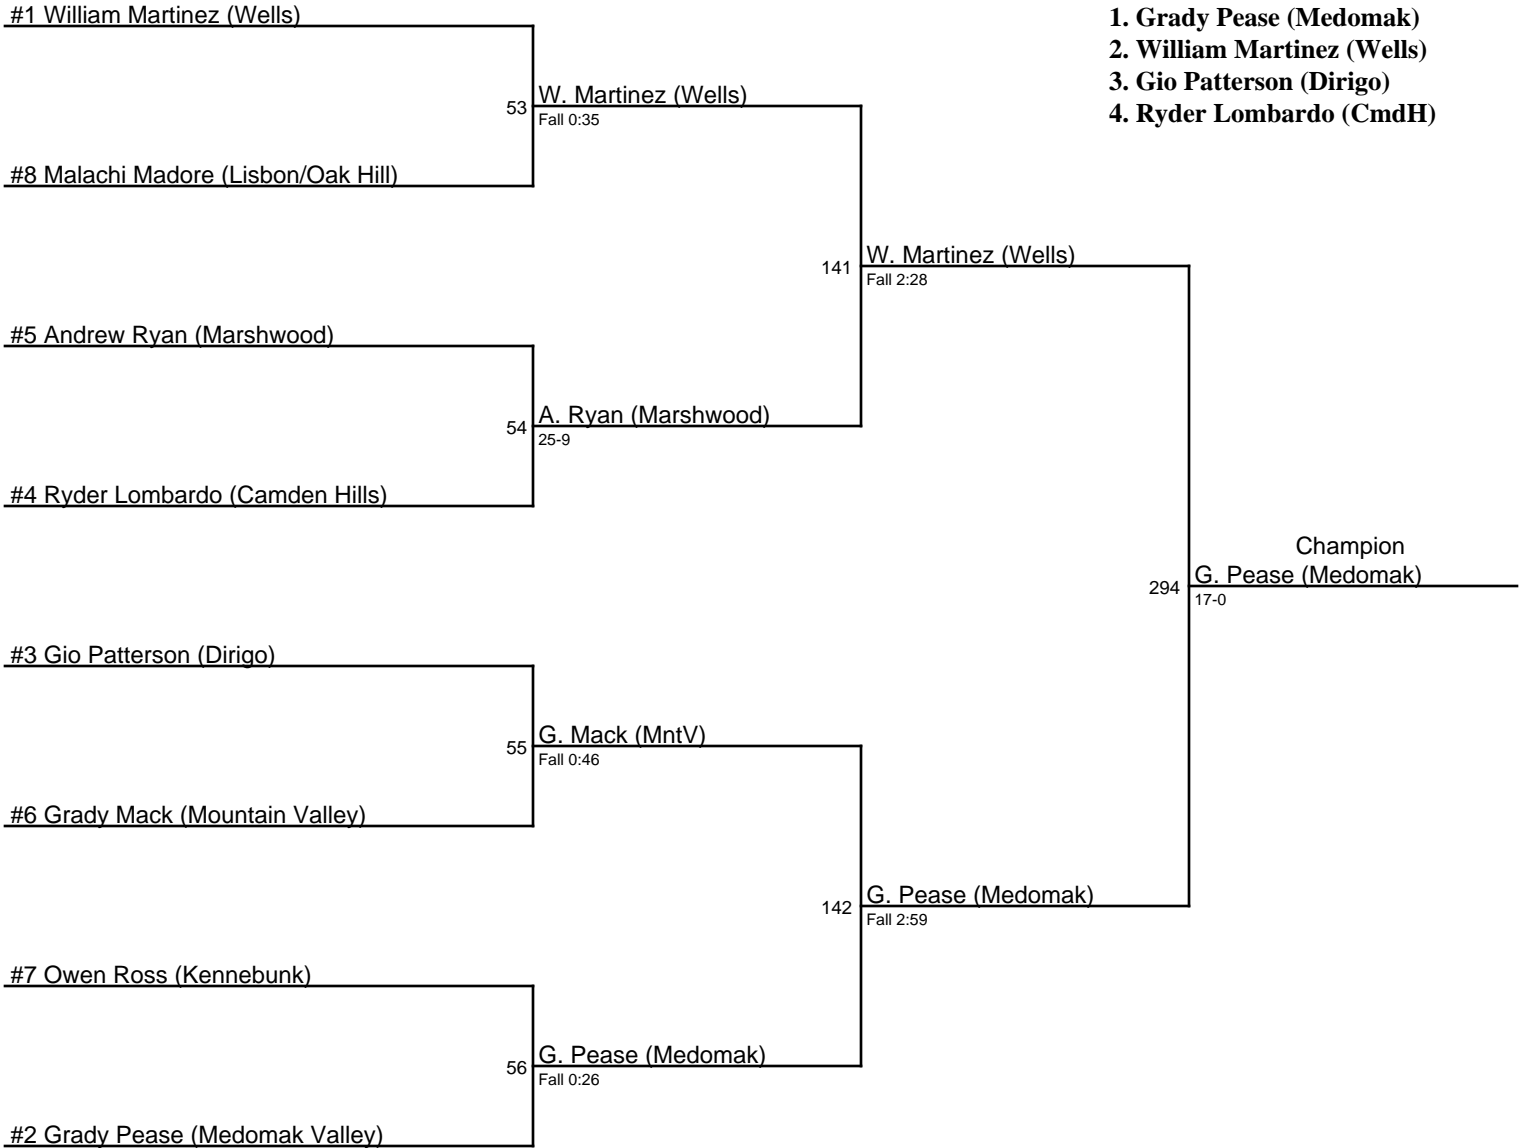 #1 William Martinez (Wells)
1. Grady Pease (Medomak)
2. William Martinez (Wells)
3. Gio Patterson (Dirigo)
4. Ryder Lombardo (CmdH)
53
W. Martinez (Wells)
Fall 0:35
#8 Malachi Madore (Lisbon/Oak Hill)
141
W. Martinez (Wells)
Fall 2:28
#5 Andrew Ryan (Marshwood)
54
A. Ryan (Marshwood)
25-9
#4 Ryder Lombardo (Camden Hills)
Champion
294
G. Pease (Medomak)
17-0
#3 Gio Patterson (Dirigo)
55
G. Mack (MntV)
Fall 0:46
#6 Grady Mack (Mountain Valley)
142
G. Pease (Medomak)
Fall 2:59
#7 Owen Ross (Kennebunk)
56
G. Pease (Medomak)
Fall 0:26
#2 Grady Pease (Medomak Valley)